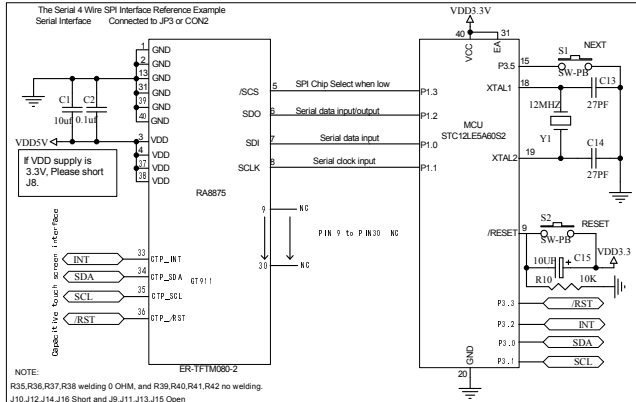 The Serial 4 Wire SPI Interface Reference Example
Serial Interface Connected to JP3 or CON2
VDD3.3V
40
31
VCC
EA
1
GND
2
GND
13
GND
31
GND
39
GND
40
GND
C1
C2
10uf
0.1uf
VDD5V
3
VDD
4
VDD
37
VDD
38
VDD
If VDD supply is
3.3V, Please short
J8.
RA8875
/SCS
5
SPI Chip Select when low
P1.3
SDO
6
Serial data input/output
P1.2
SDI
7
Serial data input
P1.0
SCLK
8
Serial clock input
P1.1
9
NC
PIN 9 to PIN30 NC
30
NC
MCU
STC12LE5A60S2
P3.5
15
S1
NEXT
SW-PB
XTAL1
18
C13
27PF
12MHZ
Y1
XTAL2
19
C14
27PF
/RESET
9
S2
RESET
SW-PB
VDD3.3
10UF
C15
R10
10K
P3.3
/RST
P3.2
INT
P3.0
SDA
P3.1
SCL
GND
20
Capacitive touch screen interface
INT
33
CTP_INT
SDA
34
CTP_SDA
GT911
SCL
35
CTP_SCL
/RST
36
CTP_/RST
ER-TFTM080-2
NOTE:
R35,R36,R37,R38 welding 0 OHM, and R39,R40,R41,R42 no welding.
J10,J12,J14,J16 Short and J9,J11,J13,J15 Open